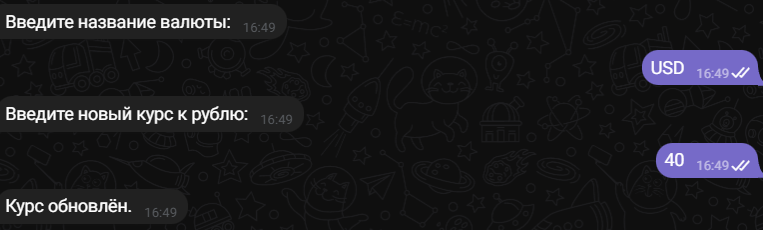 Введите название валюты: 16:49
USD 16:49
Введите новый курс к рублю: 16:49
40 16:49
Курс обновлён. 16:49